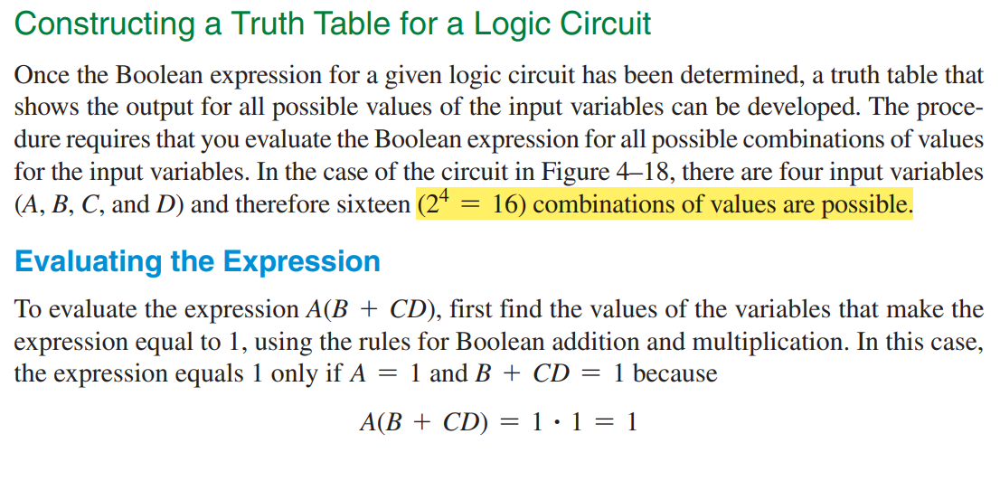 Constructing a Truth Table for a Logic Circuit
Once the Boolean expression for a given logic circuit has been determined, a truth table that
shows the output for all possible values of the input variables can be developed. The proce-
dure requires that you evaluate the Boolean expression for all possible combinations of values
for the input variables. In the case of the circuit in Figure 4–18, there are four input variables
(A, B, C, and D) and therefore sixteen (2⁴ = 16) combinations of values are possible.
Evaluating the Expression
To evaluate the expression A(B + CD), first find the values of the variables that make the
expression equal to 1, using the rules for Boolean addition and multiplication. In this case,
the expression equals 1 only if A = 1 and B + CD = 1 because
A(B + CD) = 1 · 1 = 1